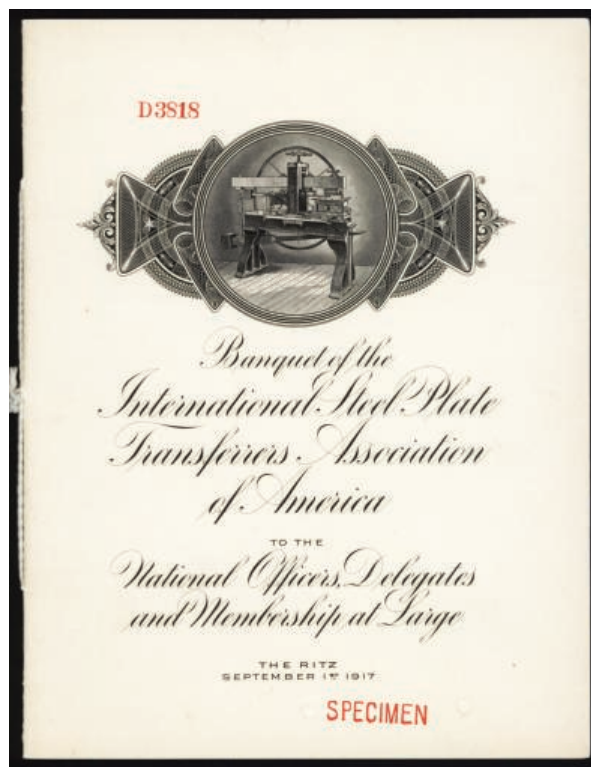 D3818
Banquet of the
International Steel Plate
Transferrers Association
of America
TO THE
National Officers, Delegates
and Membership at Large
THE RITZ
SEPTEMBER 1ST 1917
SPECIMEN